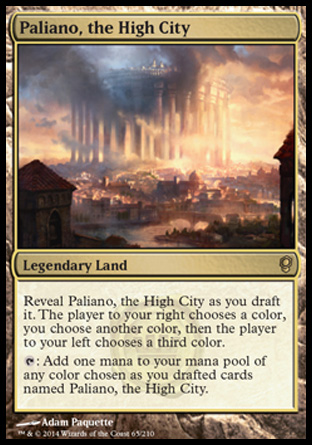 Paliano, the High City
Legendary Land
Reveal Paliano, the High City as you draft
it. The player to your right chooses a color,
you choose another color, then the player
to your left chooses a third color.
: Add one mana to your mana pool of
any color chosen as you drafted cards
named Paliano, the High City.
Adam Paquette
™ & © 2014 Wizards of the Coast 65/210